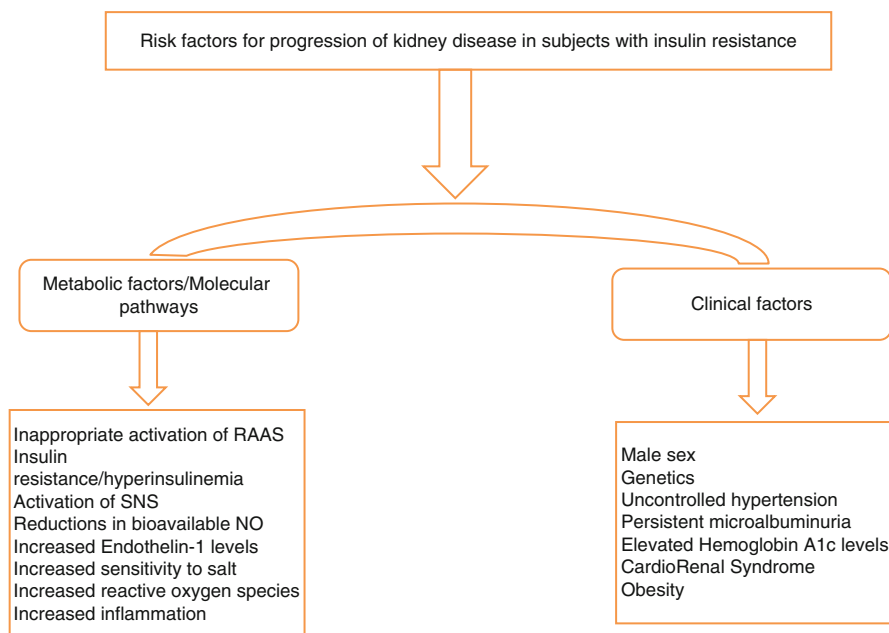 Risk factors for progression of kidney disease in subjects with insulin resistance
Metabolic factors/Molecular
pathways
Clinical factors
Inappropriate activation of RAAS
Insulin
resistance/hyperinsulinemia
Activation of SNS
Reductions in bioavailable NO
Increased Endothelin-1 levels
Increased sensitivity to salt
Increased reactive oxygen species
Increased inflammation
Male sex
Genetics
Uncontrolled hypertension
Persistent microalbuminuria
Elevated Hemoglobin A1c levels
CardioRenal Syndrome
Obesity